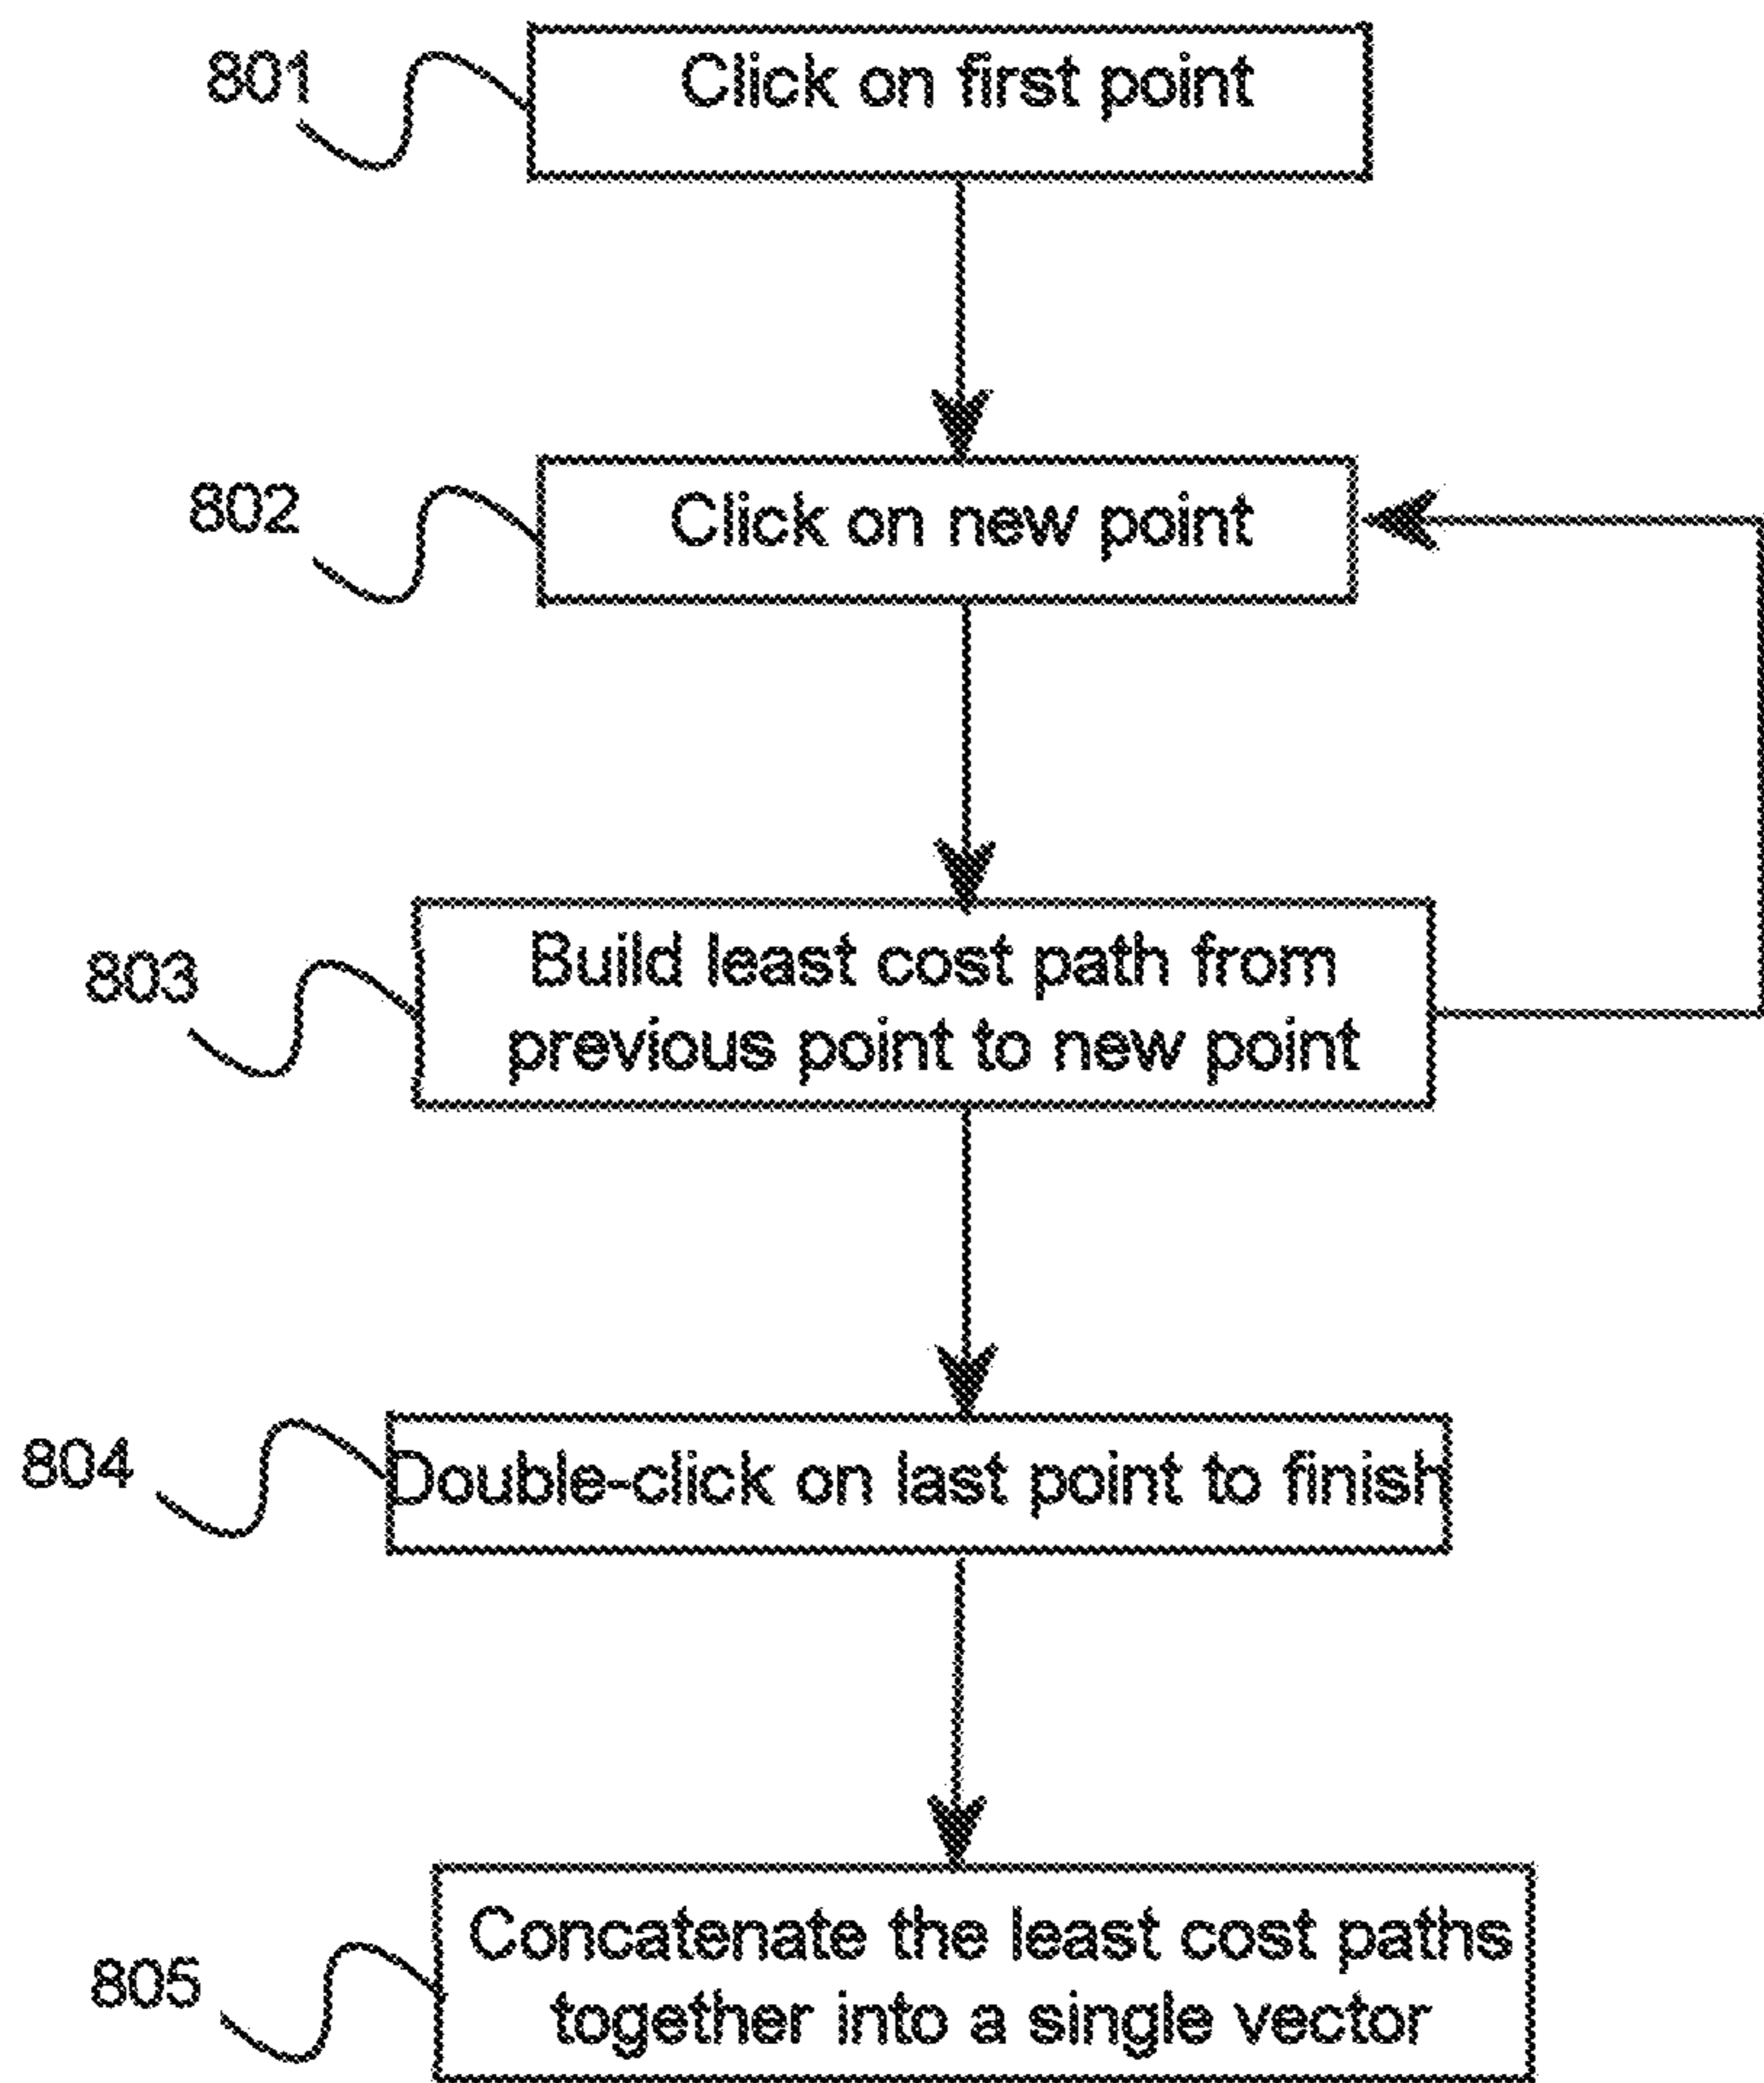 801
Click on first point
802
Click on new point
803
Build least cost path from
previous point to new point
804
Double-click on last point to finish
805
Concatenate the least cost paths
together into a single vector